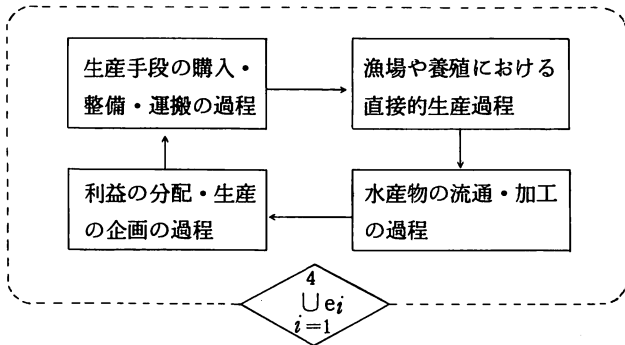 生産手段の購入・
整備・運搬の過程
漁場や養殖における
直接的生産過程
利益の分配・生産
の企画の過程
水産物の流通・加工
の過程
4
∪ei
i=1